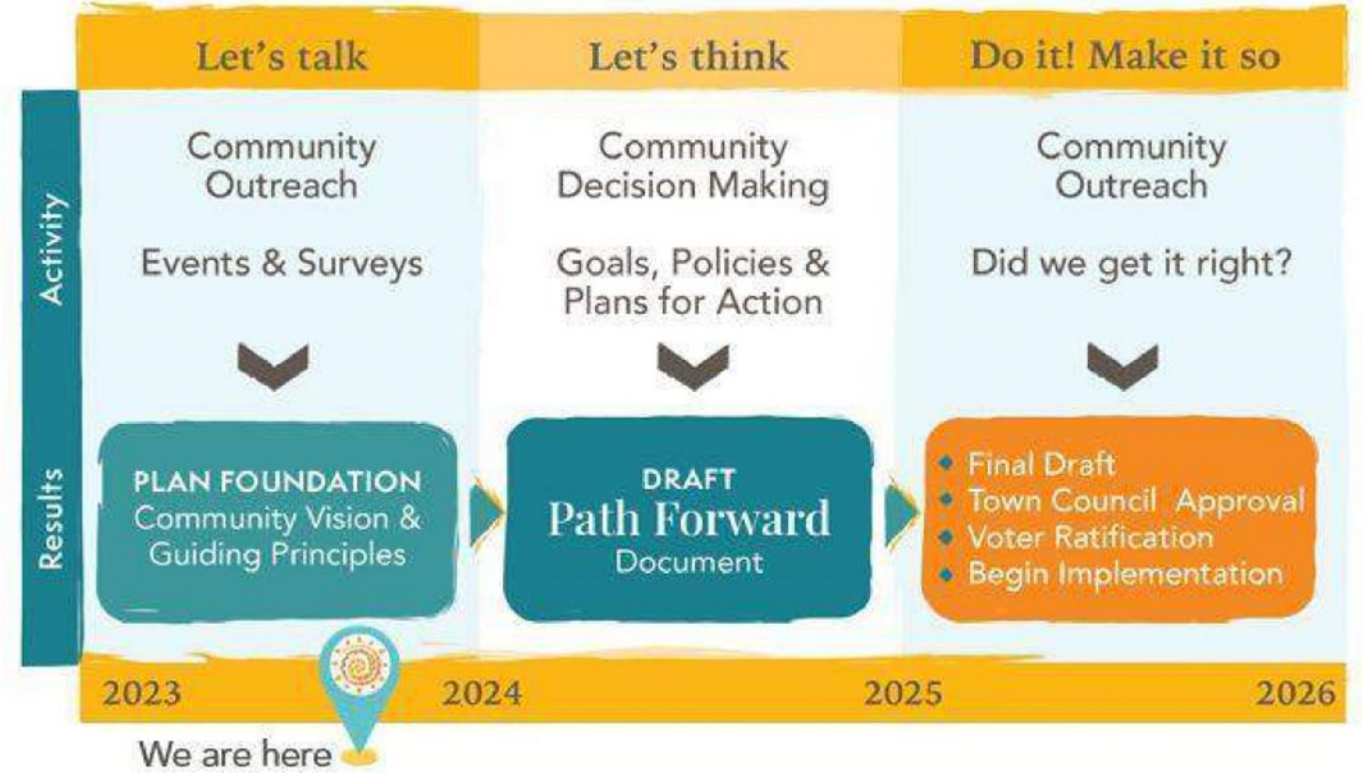 Let's talk
Let's think
Do it! Make it so
Activity
Community
Outreach
Events & Surveys
Community
Decision Making
Goals, Policies &
Plans for Action
Community
Outreach
Did we get it right?
Results
PLAN FOUNDATION
Community Vision &
Guiding Principles
DRAFT
Path Forward
Document
Final Draft
Town Council Approval
Voter Ratification
Begin Implementation
2023
2024
2025
2026
We are here